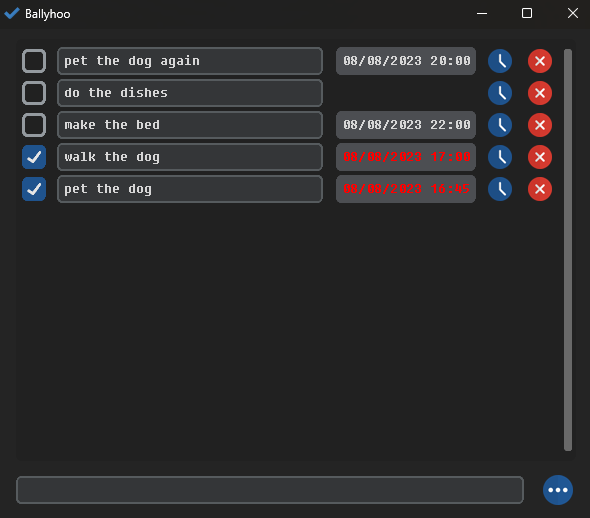 Ballyhoo
pet the dog again 08/08/2023 20:00
do the dishes
make the bed 08/08/2023 22:00
walk the dog 08/08/2023 17:00
pet the dog 08/08/2023 16:45